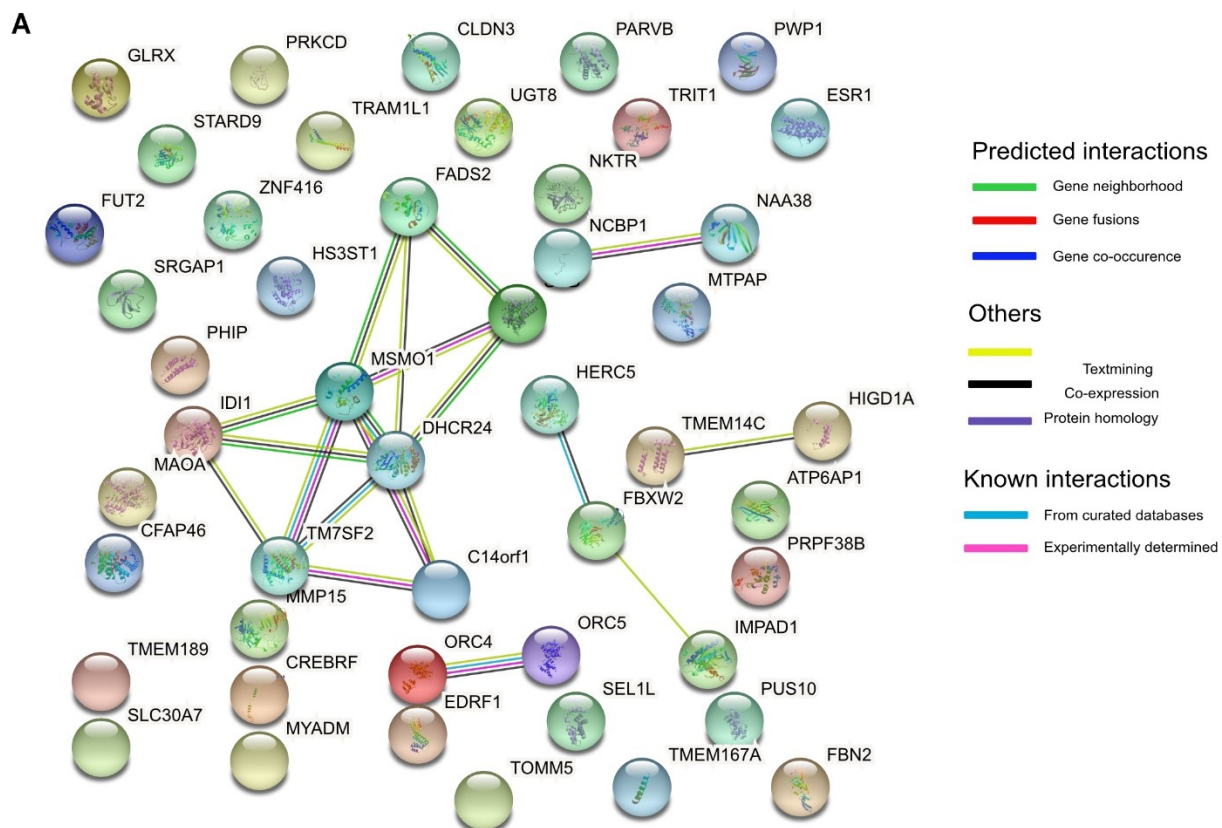 A
GLRX
PRKCD
CLDN3
PARVB
PWP1
STARD9
TRAM1L1
UGT8
TRIT1
ESR1
FUT2
ZNF416
FADS2
NKTR
NAA38
SRGAP1
HS3ST1
NCBP1
MTPAP
PHIP
MSMO1
HERC5
IDI1
DHCR24
TMEM14C
HIGD1A
MAOA
FBXW2
ATP6AP1
CFAP46
TM7SF2
C14orf1
PRPF38B
MMP15
IMPAD1
TMEM189
CREBRF
ORC4
ORC5
SLC30A7
MYADM
EDRF1
SEL1L
PUS10
TOMM5
TMEM167A
FBN2
Predicted interactions
Gene neighborhood
Gene fusions
Gene co-occurence
Others
Textmining
Co-expression
Protein homology
Known interactions
From curated databases
Experimentally determined